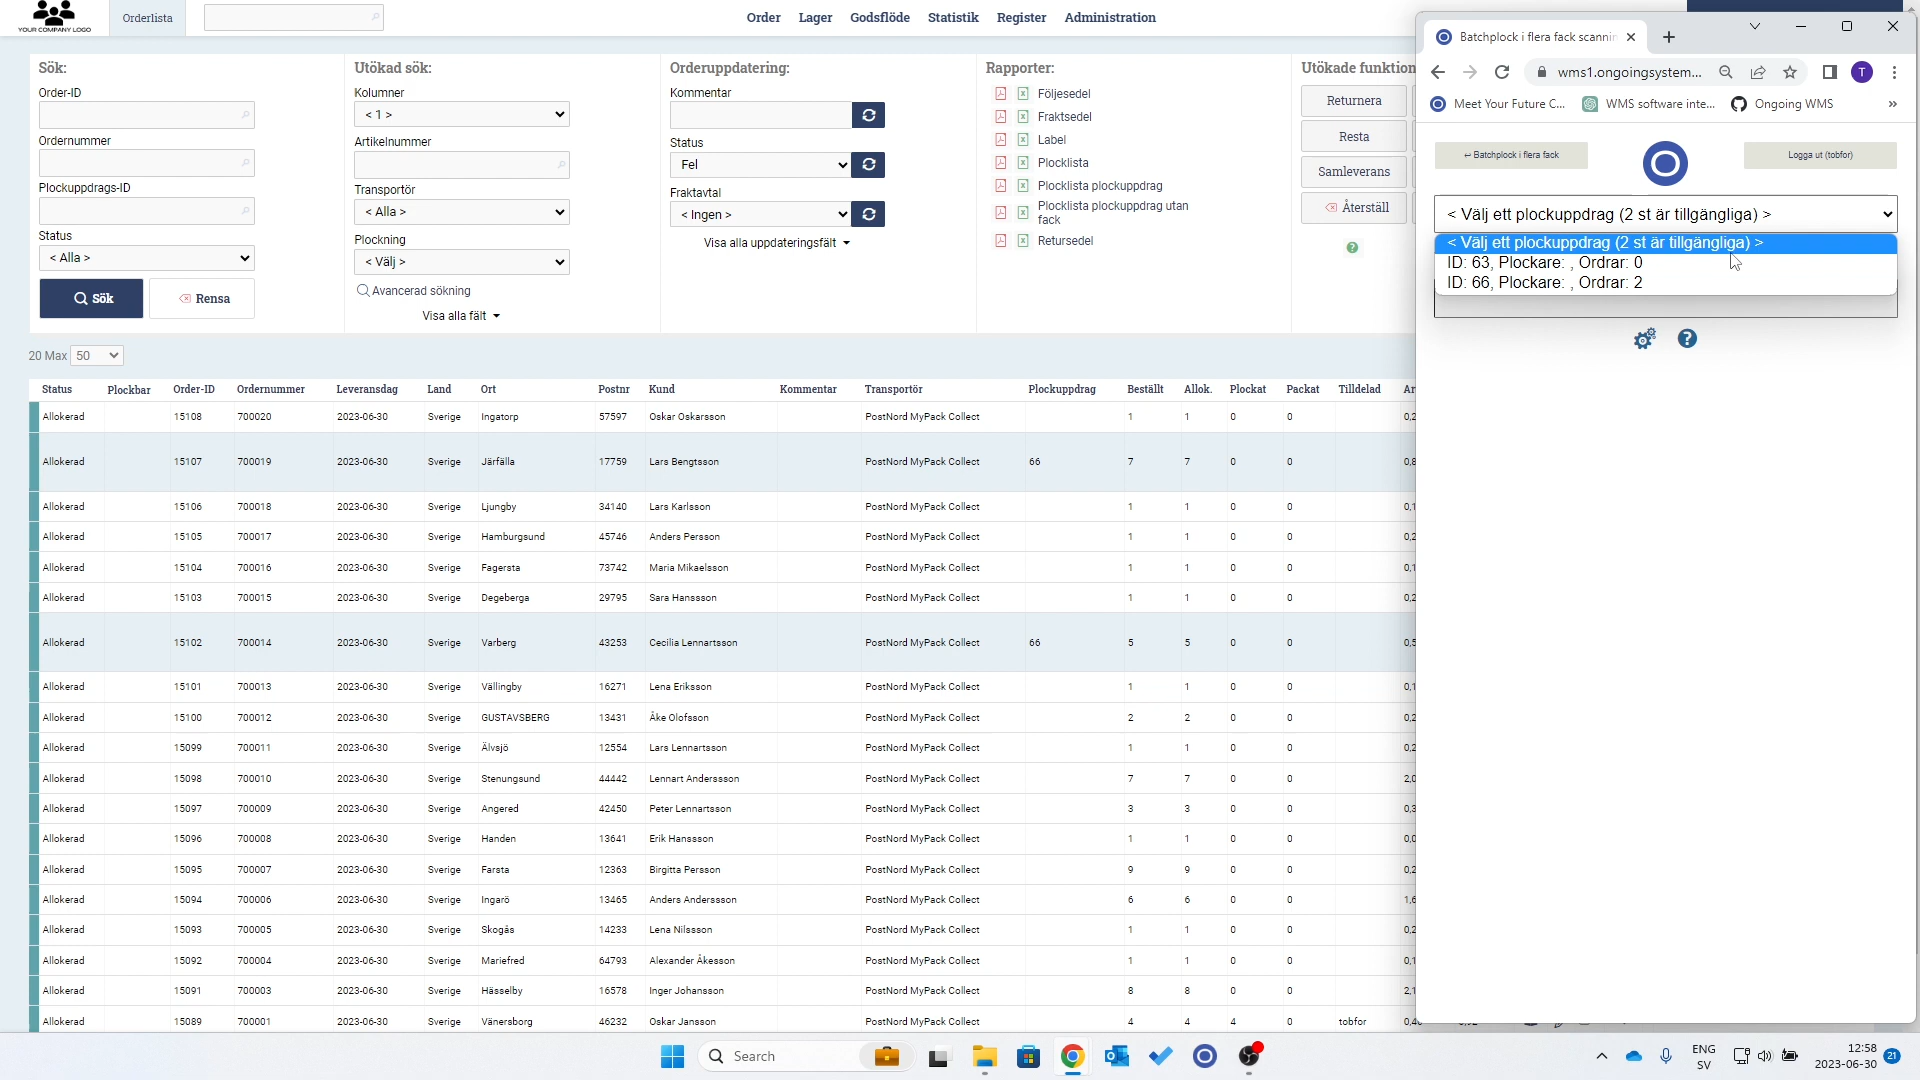 YOUR COMPANY LOGO
Orderlista
Order Lager Godsflöde Statistik Register Administration
Sök:
Order-ID
Ordernummer
Plockuppdrags-ID
Status
< Alla >
Sök
Rensa
Utökad sök:
Kolumner
< 1 >
Artikelnummer
Transportör
< Alla >
Plockning
< Välj >
Avancerad sökning
Visa alla fält
Orderuppdatering:
Kommentar
Status
Fel
Fraktavtal
< Ingen >
Visa alla uppdateringsfält
Rapporter:
Följesedel
Fraktsedel
Label
Plocklista
Plocklista plockuppdrag
Plocklista plockuppdrag utan
fack
Retursedel
Utökade funktion
Returnera
Resta
Samleverans
Återställ
20 Max 50
Status Plockbar Order-ID Ordernummer Leveransdag Land Ort Postnr Kund Kommentar Transportör Plockuppdrag Beställt Allok. Plockat Packat Tilldelad Ar
Allokerad 15108 700020 2023-06-30 Sverige Ingatorp 57597 Oskar Oskarsson PostNord MyPack Collect 1 1 0 0 0,2
Allokerad 15107 700019 2023-06-30 Sverige Järfälla 17759 Lars Bengtsson PostNord MyPack Collect 66 7 7 0 0 0,8
Allokerad 15106 700018 2023-06-30 Sverige Ljungby 34140 Lars Karlsson PostNord MyPack Collect 1 1 0 0 0,1
Allokerad 15105 700017 2023-06-30 Sverige Hamburgsund 45746 Anders Persson PostNord MyPack Collect 1 1 0 0 0,2
Allokerad 15104 700016 2023-06-30 Sverige Fagersta 73742 Maria Mikaelsson PostNord MyPack Collect 1 1 0 0 0,1
Allokerad 15103 700015 2023-06-30 Sverige Degeberga 29795 Sara Hanssson PostNord MyPack Collect 1 1 0 0 0,2
Allokerad 15102 700014 2023-06-30 Sverige Varberg 43253 Cecilia Lennartsson PostNord MyPack Collect 66 5 5 0 0 0,5
Allokerad 15101 700013 2023-06-30 Sverige Vällingby 16271 Lena Eriksson PostNord MyPack Collect 1 1 0 0 0,1
Allokerad 15100 700012 2023-06-30 Sverige GUSTAVSBERG 13431 Åke Olofsson PostNord MyPack Collect 2 2 0 0 0,2
Allokerad 15099 700011 2023-06-30 Sverige Älvsjö 12554 Lars Lennartsson PostNord MyPack Collect 1 1 0 0 0,2
Allokerad 15098 700010 2023-06-30 Sverige Stenungsund 44442 Lennart Anderssson PostNord MyPack Collect 7 7 0 0 2,0
Allokerad 15097 700009 2023-06-30 Sverige Angered 42450 Peter Lennartsson PostNord MyPack Collect 3 3 0 0 0,3
Allokerad 15096 700008 2023-06-30 Sverige Handen 13641 Erik Hanssson PostNord MyPack Collect 1 1 0 0 0,0
Allokerad 15095 700007 2023-06-30 Sverige Farsta 12363 Birgitta Persson PostNord MyPack Collect 9 9 0 0 0,2
Allokerad 15094 700006 2023-06-30 Sverige Ingarö 13465 Anders Anderssson PostNord MyPack Collect 6 6 0 0 1,6
Allokerad 15093 700005 2023-06-30 Sverige Skogås 14233 Lena Nilssson PostNord MyPack Collect 1 1 0 0 0,2
Allokerad 15092 700004 2023-06-30 Sverige Mariefred 64793 Alexander Åkesson PostNord MyPack Collect 1 1 0 0 0,1
Allokerad 15091 700003 2023-06-30 Sverige Hässelby 16578 Inger Johansson PostNord MyPack Collect 8 8 0 0 2,1
Allokerad 15089 700001 2023-06-30 Sverige Vänersborg 46232 Oskar Jansson PostNord MyPack Collect 4 4 4 0 tobfor
Batchplock i flera fack scannin
wms1.ongoingsystem...
T
Meet Your Future C... WMS software inte... Ongoing WMS »
↩ Batchplock i flera fack
Logga ut (tobfor)
< Välj ett plockuppdrag (2 st är tillgängliga) >
< Välj ett plockuppdrag (2 st är tillgängliga) >
ID: 63, Plockare: , Ordrar: 0
ID: 66, Plockare: , Ordrar: 2
Search
ENG
SV
12:58
2023-06-30
21